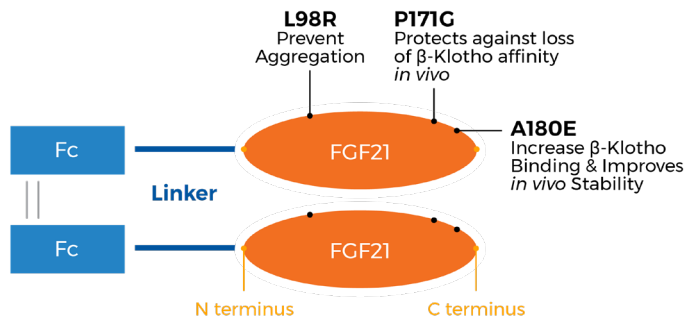 L98R
Prevent
Aggregation
P171G
Protects against loss
of β-Klotho affinity
in vivo
A180E
Increase β-Klotho
Binding & Improves
in vivo Stability
Fc
FGF21
Linker
Fc
FGF21
N terminus
C terminus